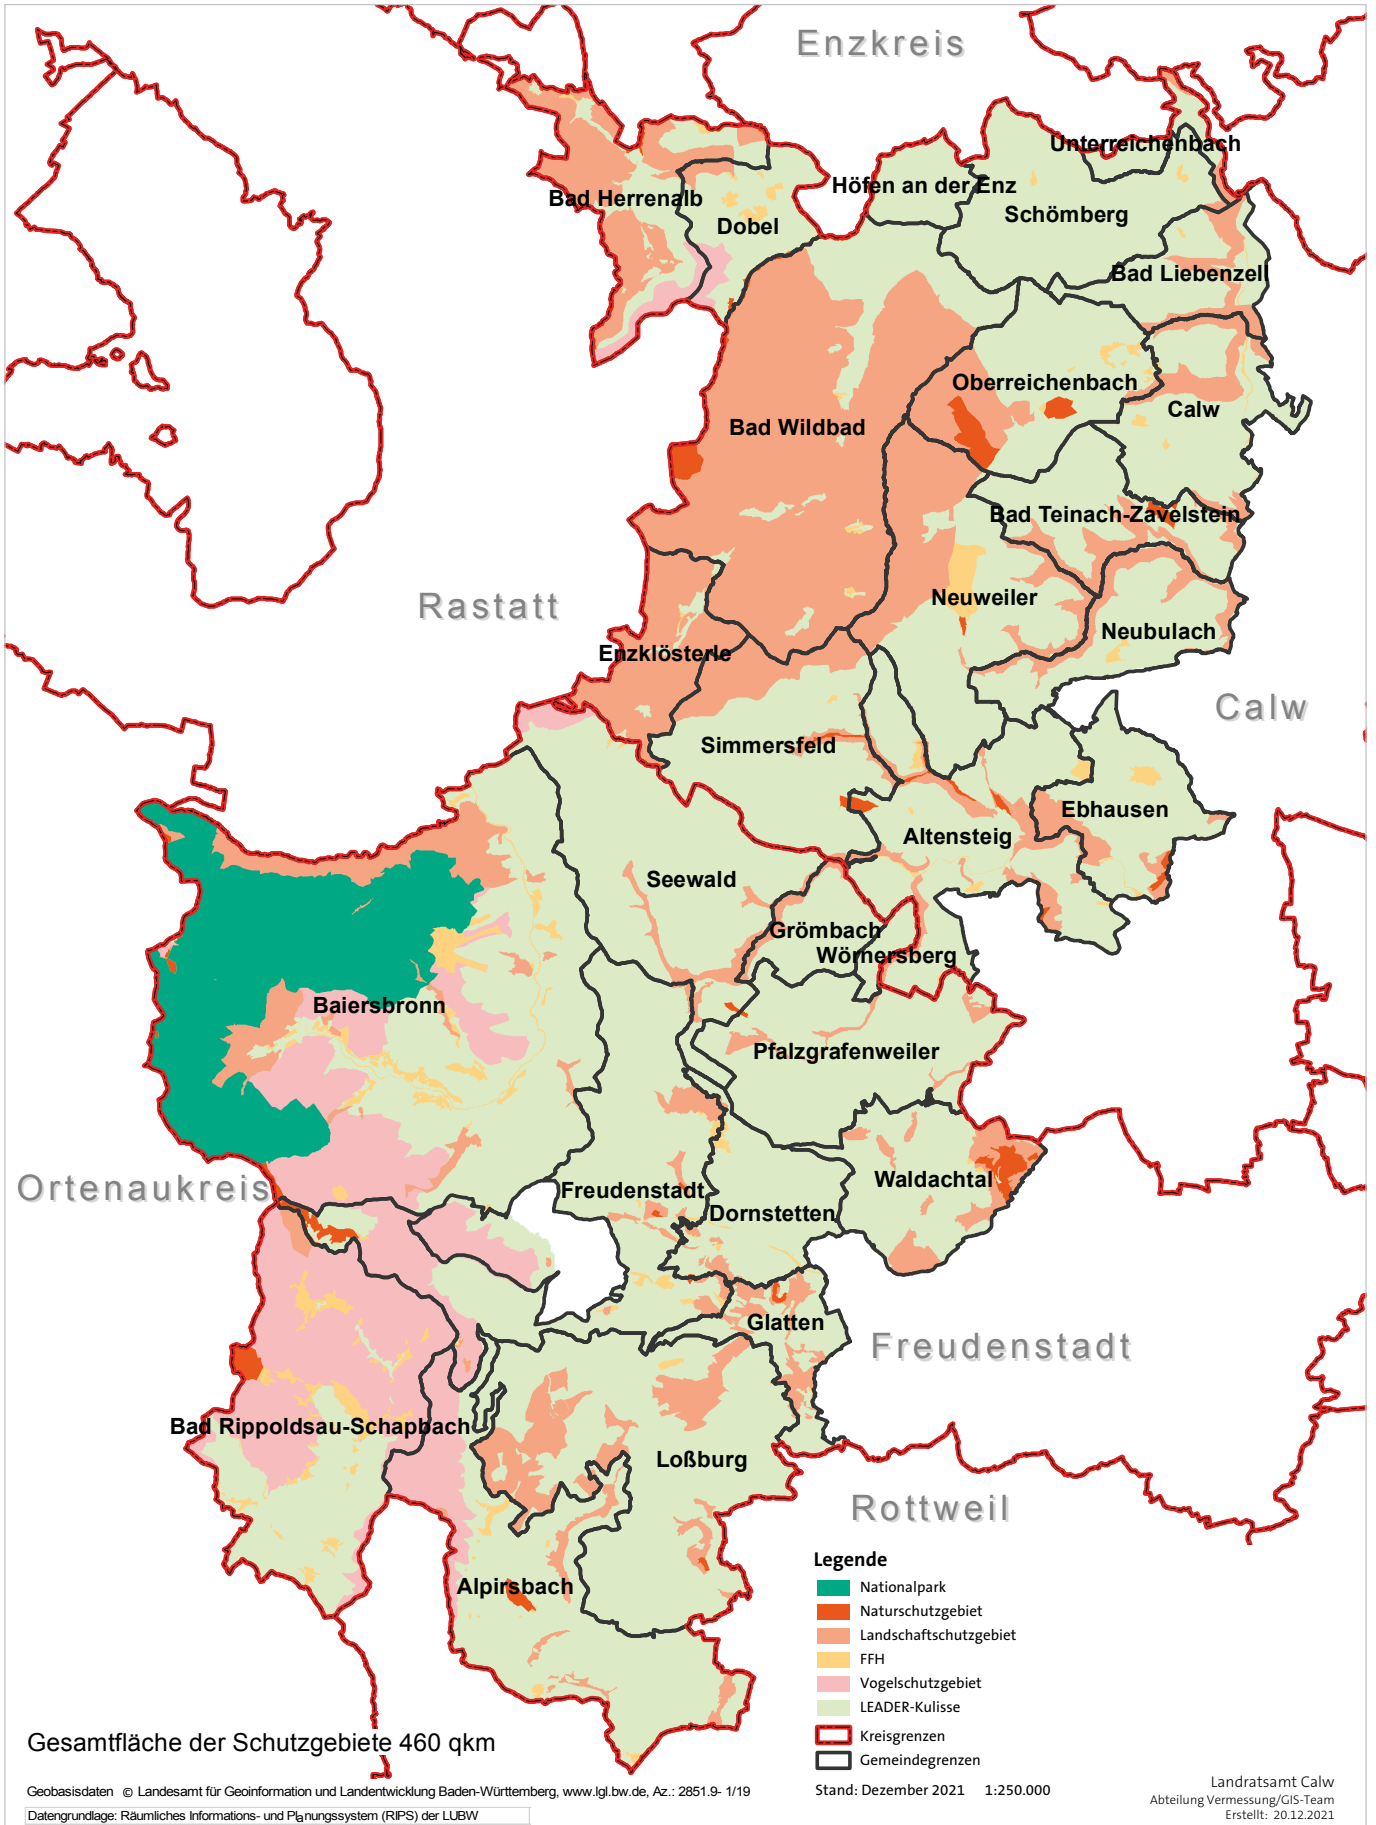 Enzkreis
Unterreichenbach
Höfen an der Enz
Bad Herrenalb
Schömberg
Dobel
Bad Liebenzell
Oberreichenbach
Calw
Bad Wildbad
Bad Teinach-Zavelstein
Rastatt
Neuweiler
Neubulach
Enzklösterle
Calw
Simmersfeld
Ebhausen
Altensteig
Seewald
Grömbach
Wörnersberg
Baiersbronn
Pfalzgrafenweiler
Ortenaukreis
Waldachtal
Freudenstadt
Dornstetten
Glatten
Freudenstadt
Bad Rippoldsau-Schapbach
Loßburg
Rottweil
Alpirsbach
Legende
Nationalpark
Naturschutzgebiet
Landschaftschutzgebiet
FFH
Vogelschutzgebiet
LEADER-Kulisse
Kreisgrenzen
Gemeindegrenzen
Gesamtfläche der Schutzgebiete 460 qkm
Geobasisdaten © Landesamt für Geoinformation und Landentwicklung Baden-Württemberg, www.lgl.bw.de, Az.: 2851.9- 1/19
Stand: Dezember 2021 1:250.000
Datengrundlage: Räumliches Informations- und Planungssystem (RIPS) der LUBW
Landratsamt Calw
Abteilung Vermessung/GIS-Team
Erstellt: 20.12.2021